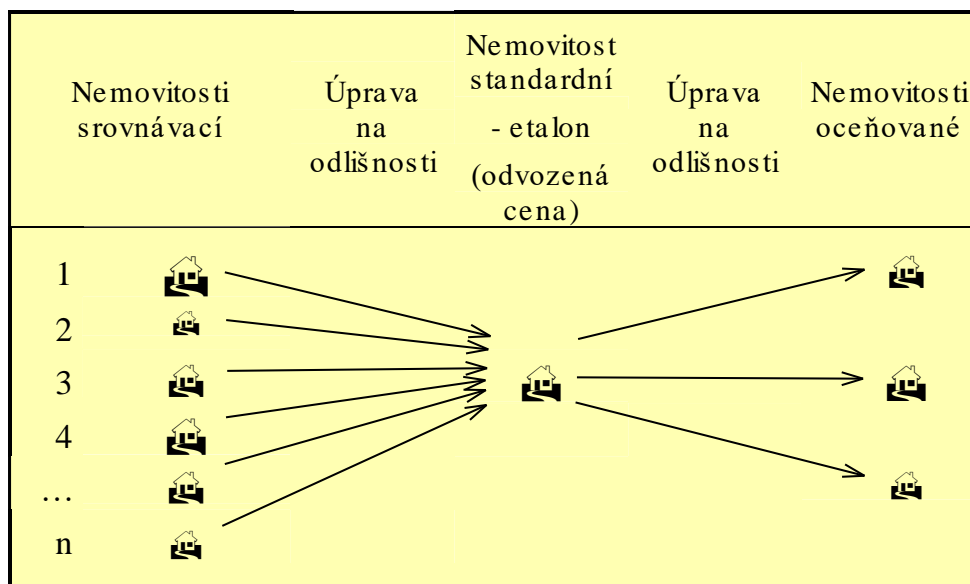 Nemovitosti
srovnávací
Úprava
na
odlišnosti
Nemovitost
standardní
- etalon
(odvozená
cena)
Úprava
na
odlišnosti
Nemovitosti
oceňované
1
2
3
4
…
n